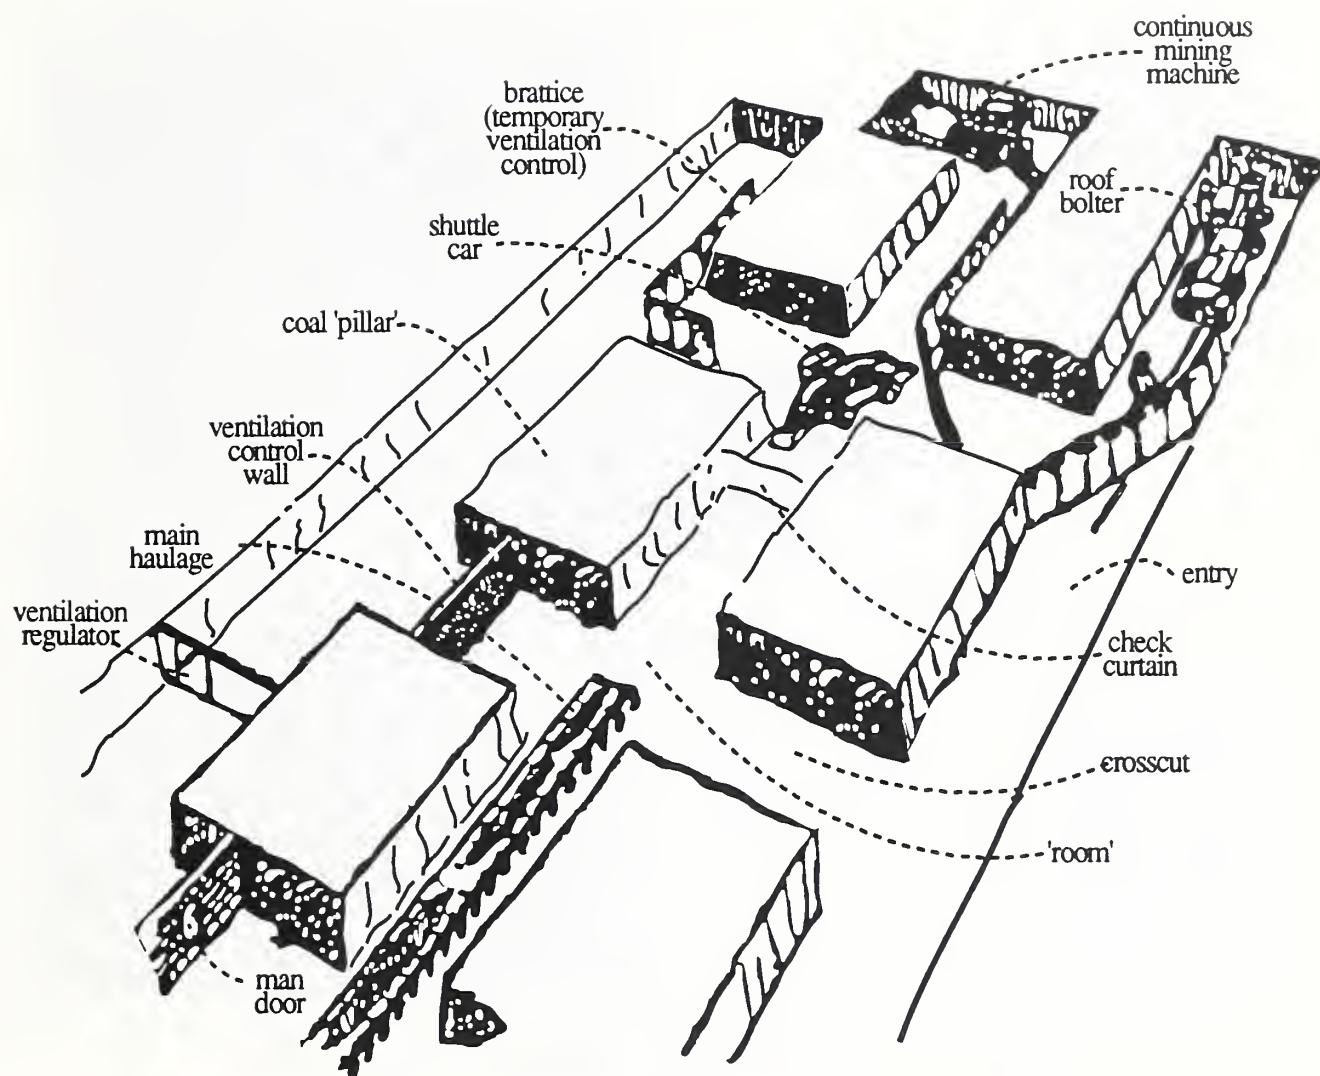 continuous
mining
machine
brattice
(temporary
ventilation
control)
roof
bolter
shuttle
car
coal 'pillar'
ventilation
control
wall
main
haulage
entry
ventilation
regulator
check
curtain
crosscut
'room'
man
door